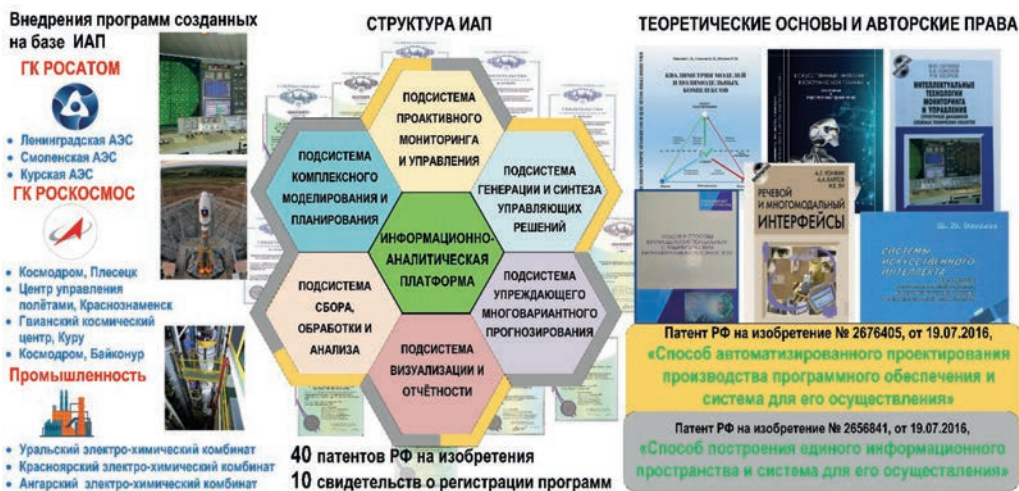 Внедрения программ созданных
на базе ИАП
ГК РОСАТОМ
• Ленинградская АЭС
• Смоленская АЭС
• Курская АЭС
ГК РОСКОСМОС
• Космодром, Плесецк
• Центр управления
полётами, Краснознаменск
• Гвианский космический
центр, Куру
• Космодром, Байконур
Промышленность
• Уральский электро-химический комбинат
• Красноярский электро-химический комбинат
• Ангарский электро-химический комбинат
СТРУКТУРА ИАП
ПОДСИСТЕМА
ПРОАКТИВНОГО
МОНИТОРИНГА
И УПРАВЛЕНИЯ
ПОДСИСТЕМА
КОМПЛЕКСНОГО
МОДЕЛИРОВАНИЯ И
ПЛАНИРОВАНИЯ
ПОДСИСТЕМА
ГЕНЕРАЦИИ И СИНТЕЗА
УПРАВЛЯЮЩИХ
РЕШЕНИЙ
ИНФОРМАЦИОННО-
АНАЛИТИЧЕСКАЯ
ПЛАТФОРМА
ПОДСИСТЕМА
СБОРА,
ОБРАБОТКИ И
АНАЛИЗА
ПОДСИСТЕМА
УПРЕЖДАЮЩЕГО
МНОГОВАРИАНТНОГО
ПРОГНОЗИРОВАНИЯ
ПОДСИСТЕМА
ВИЗУАЛИЗАЦИИ И
ОТЧЁТНОСТИ
40 патентов РФ на изобретения
10 свидетельств о регистрации программ
ТЕОРЕТИЧЕСКИЕ ОСНОВЫ И АВТОРСКИЕ ПРАВА
КВАЛИМЕТРИЯ МОДЕЛЕЙ
И ПОЛИМОДЕЛЬНЫХ
КОМПЛЕКСОВ
ИНТЕЛЛЕКТУАЛЬНЫЕ
ТЕХНОЛОГИИ
МОНИТОРИНГА
И УПРАВЛЕНИЯ
РЕЧЕВОЙ
И МНОГОМОДАЛЬНЫЙ
ИНТЕРФЕЙСЫ
СИСТЕМЫ
ИСКУССТВЕННОГО
ИНТЕЛЛЕКТА
Патент РФ на изобретение № 2676405, от 19.07.2016,
«Способ автоматизированного проектирования
производства программного обеспечения и
система для его осуществления»
Патент РФ на изобретение № 2656841, от 19.07.2016,
«Способ построения единого информационного
пространства и система для его осуществления»